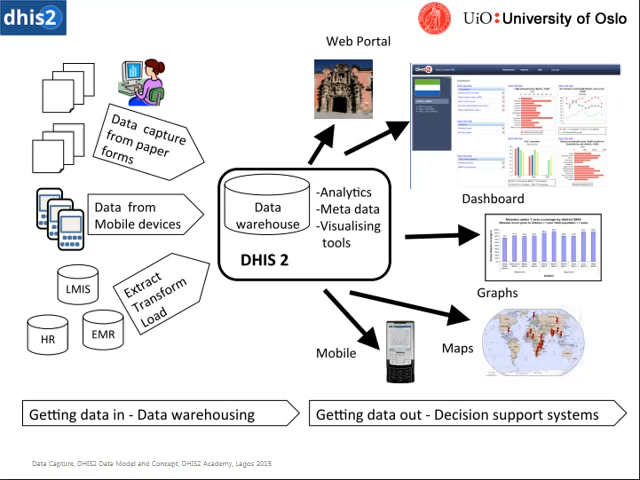 dhis2
UiO: University of Oslo
Web Portal
Data capture
from paper
forms
Data from
Mobile devices
Extract
Transform
Load
LMIS
HR
EMR
Data
warehouse
-Analytics
-Meta data
-Visualising
tools
DHIS 2
dhis2
Dashboard
Graphs
Maps
Mobile
Getting data in - Data warehousing
Getting data out - Decision support systems
Data Capture, DHIS2 Data Model and Concept, DHIS2 Academy, Lagos 2015